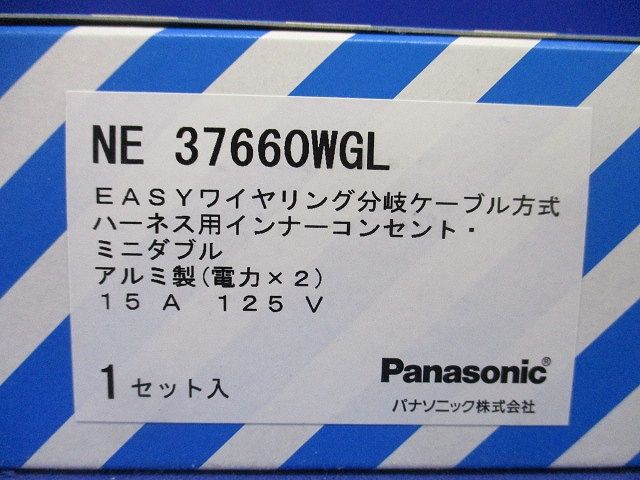 NE 37660WGL
EASYワイヤリング分岐ケーブル方式
ハーネス用インナーコンセント・
ミニダブル
アルミ製(電力×2)
15A 125V
1セット入
Panasonic®
パナソニック株式会社